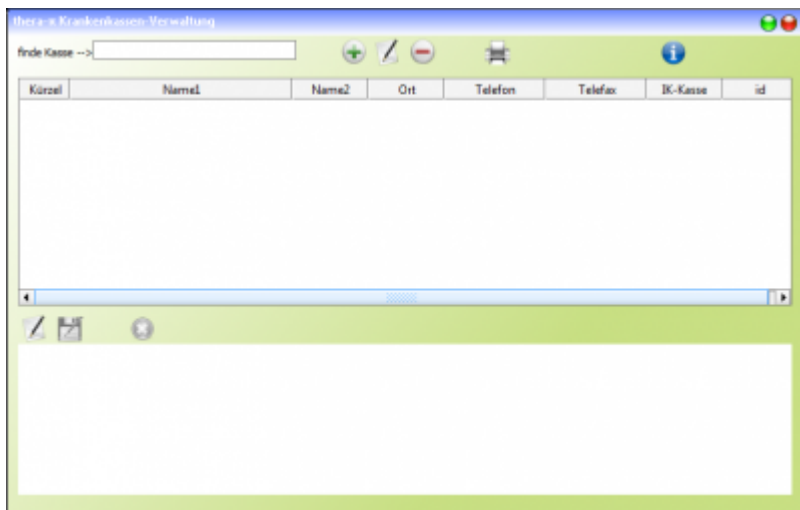 thera-π Krankenkassen-Verwaltung
finde Kasse -->
Kürzel Name1 Name2 Ort Telefon Telefax IK-Kasse id